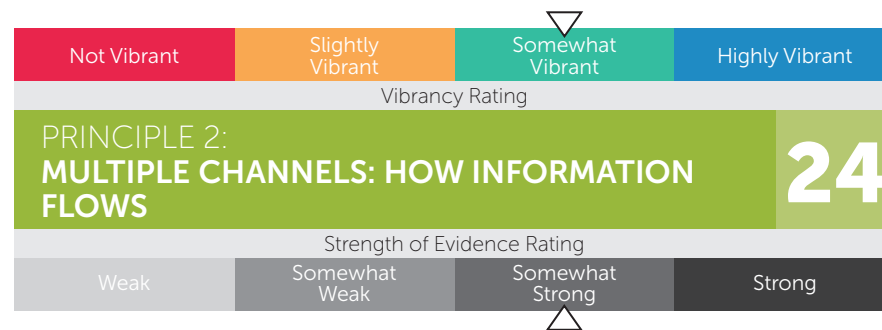 Not Vibrant
Slightly
Vibrant
Somewhat
Vibrant
Highly Vibrant
Vibrancy Rating
PRINCIPLE 2:
MULTIPLE CHANNELS: HOW INFORMATION
FLOWS
24
Strength of Evidence Rating
Weak
Somewhat
Weak
Somewhat
Strong
Strong